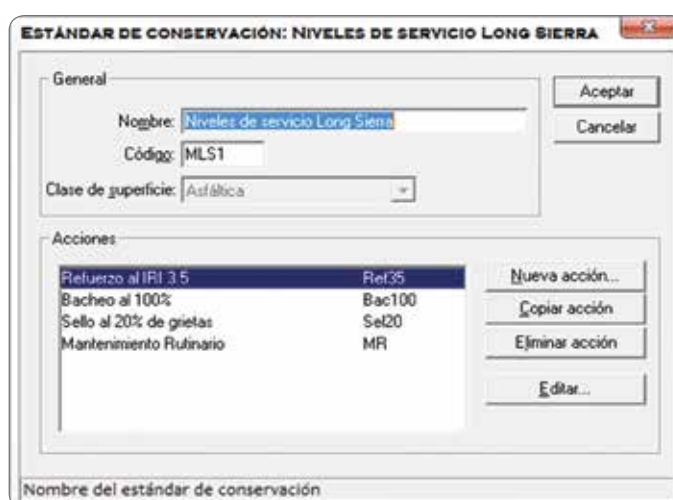 ESTÁNDAR DE CONSERVACIÓN: NIVELES DE SERVICIO LONG SIERRA
General
Nombre: Niveles de servicio Long Sierra
Código: MLS1
Clase de superficie: Asfáltica
Aceptar
Cancelar
Acciones
Refuerzo al IRI 3.5 Ref35
Bacheo al 100% Bac100
Sello al 20% de grietas Sel20
Mantenimiento Rutinario MR
Nueva acción...
Copiar acción
Eliminar acción
Editar...
Nombre del estándar de conservación